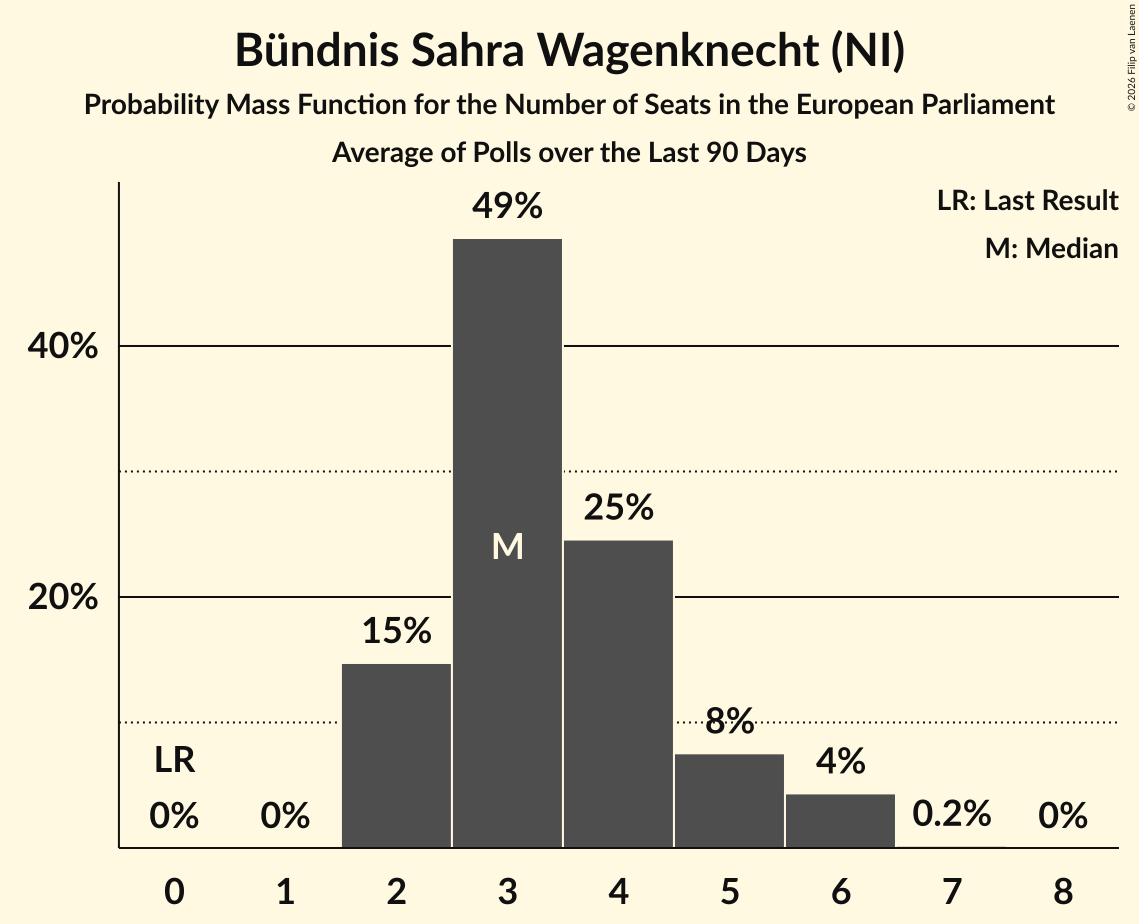 Bündnis Sahra Wagenknecht (NI)
Probability Mass Function for the Number of Seats in the European Parliament
Average of Polls over the Last 90 Days
© 2026 Filip van Laenen
LR: Last Result
M: Median
49%
40%
25%
M
20%
15%
8%
LR
4%
0%
0%
0.2%
0%
0
1
2
3
4
5
6
7
8